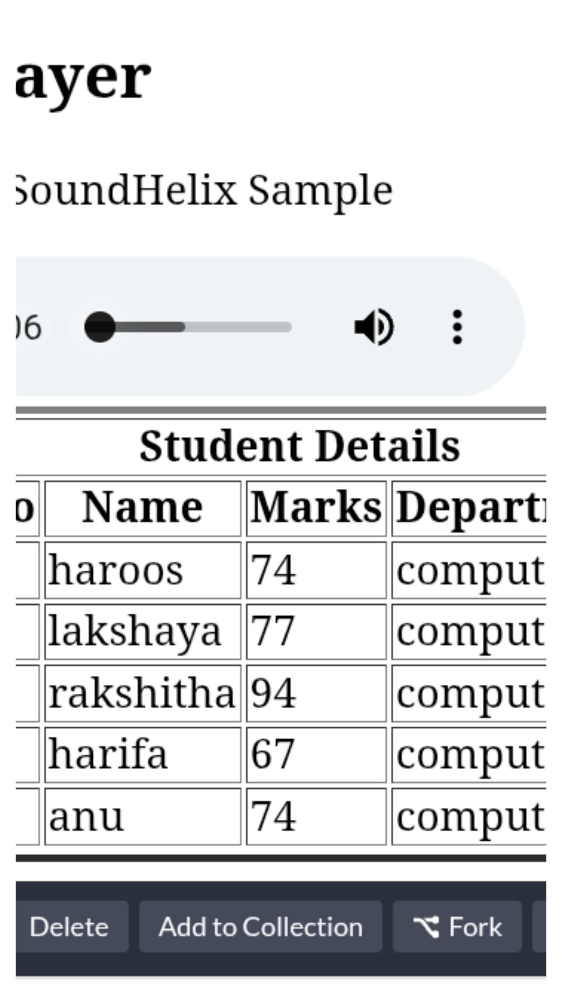 ayer
SoundHelix Sample
06
Student Details
o Name Marks Depart
haroos 74 comput
lakshaya 77 comput
rakshitha 94 comput
harifa 67 comput
anu 74 comput
Delete Add to Collection Fork